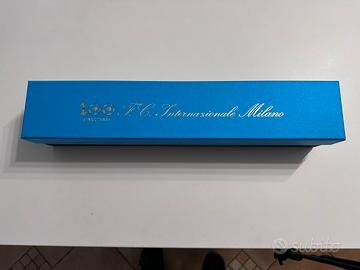 100 F.C. Internazionale Milano
subito